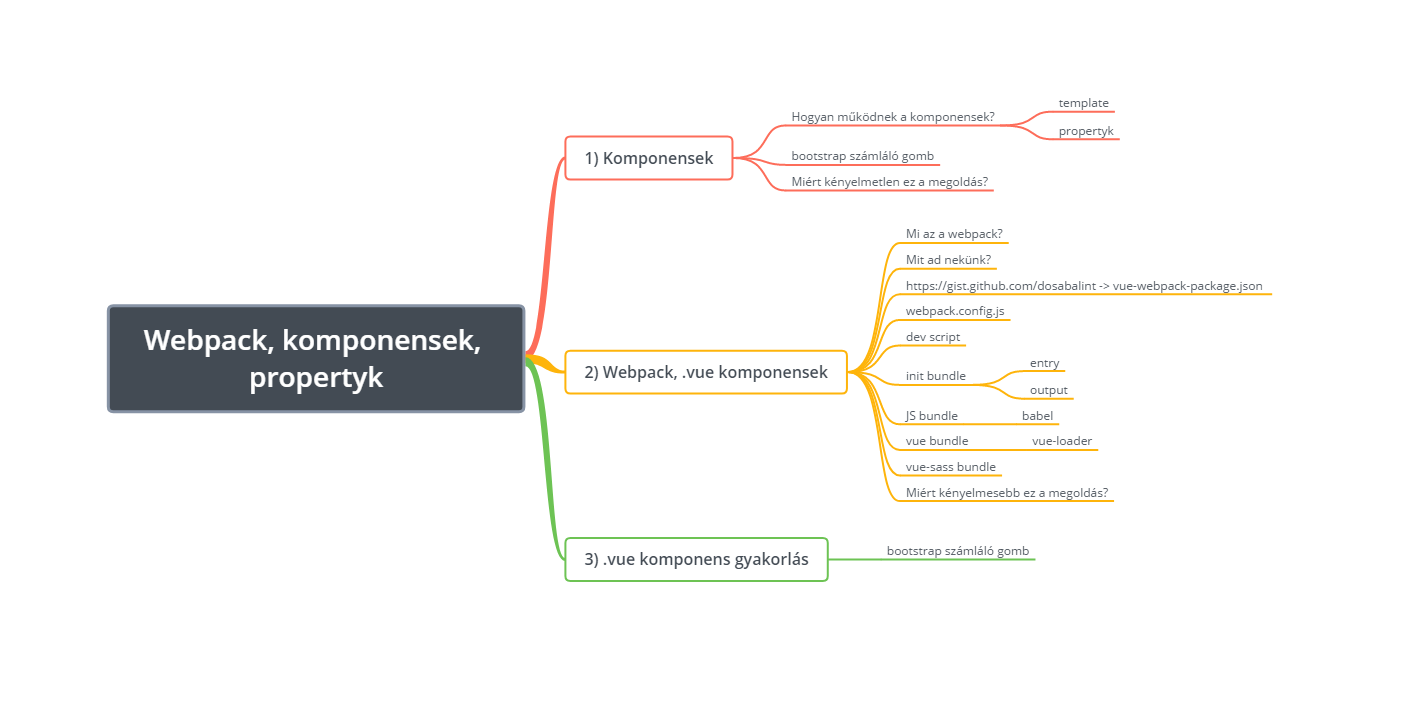 Webpack, komponensek,
propertyk
1) Komponensek
Hogyan működnek a komponensek?
template
propertyk
bootstrap számláló gomb
Miért kényelmetlen ez a megoldás?
2) Webpack, .vue komponensek
Mi az a webpack?
Mit ad nekünk?
https://gist.github.com/dosabalint -> vue-webpack-package.json
webpack.config.js
dev script
init bundle
entry
output
JS bundle
babel
vue bundle
vue-loader
vue-sass bundle
Miért kényelmesebb ez a megoldás?
3) .vue komponens gyakorlás
bootstrap számláló gomb